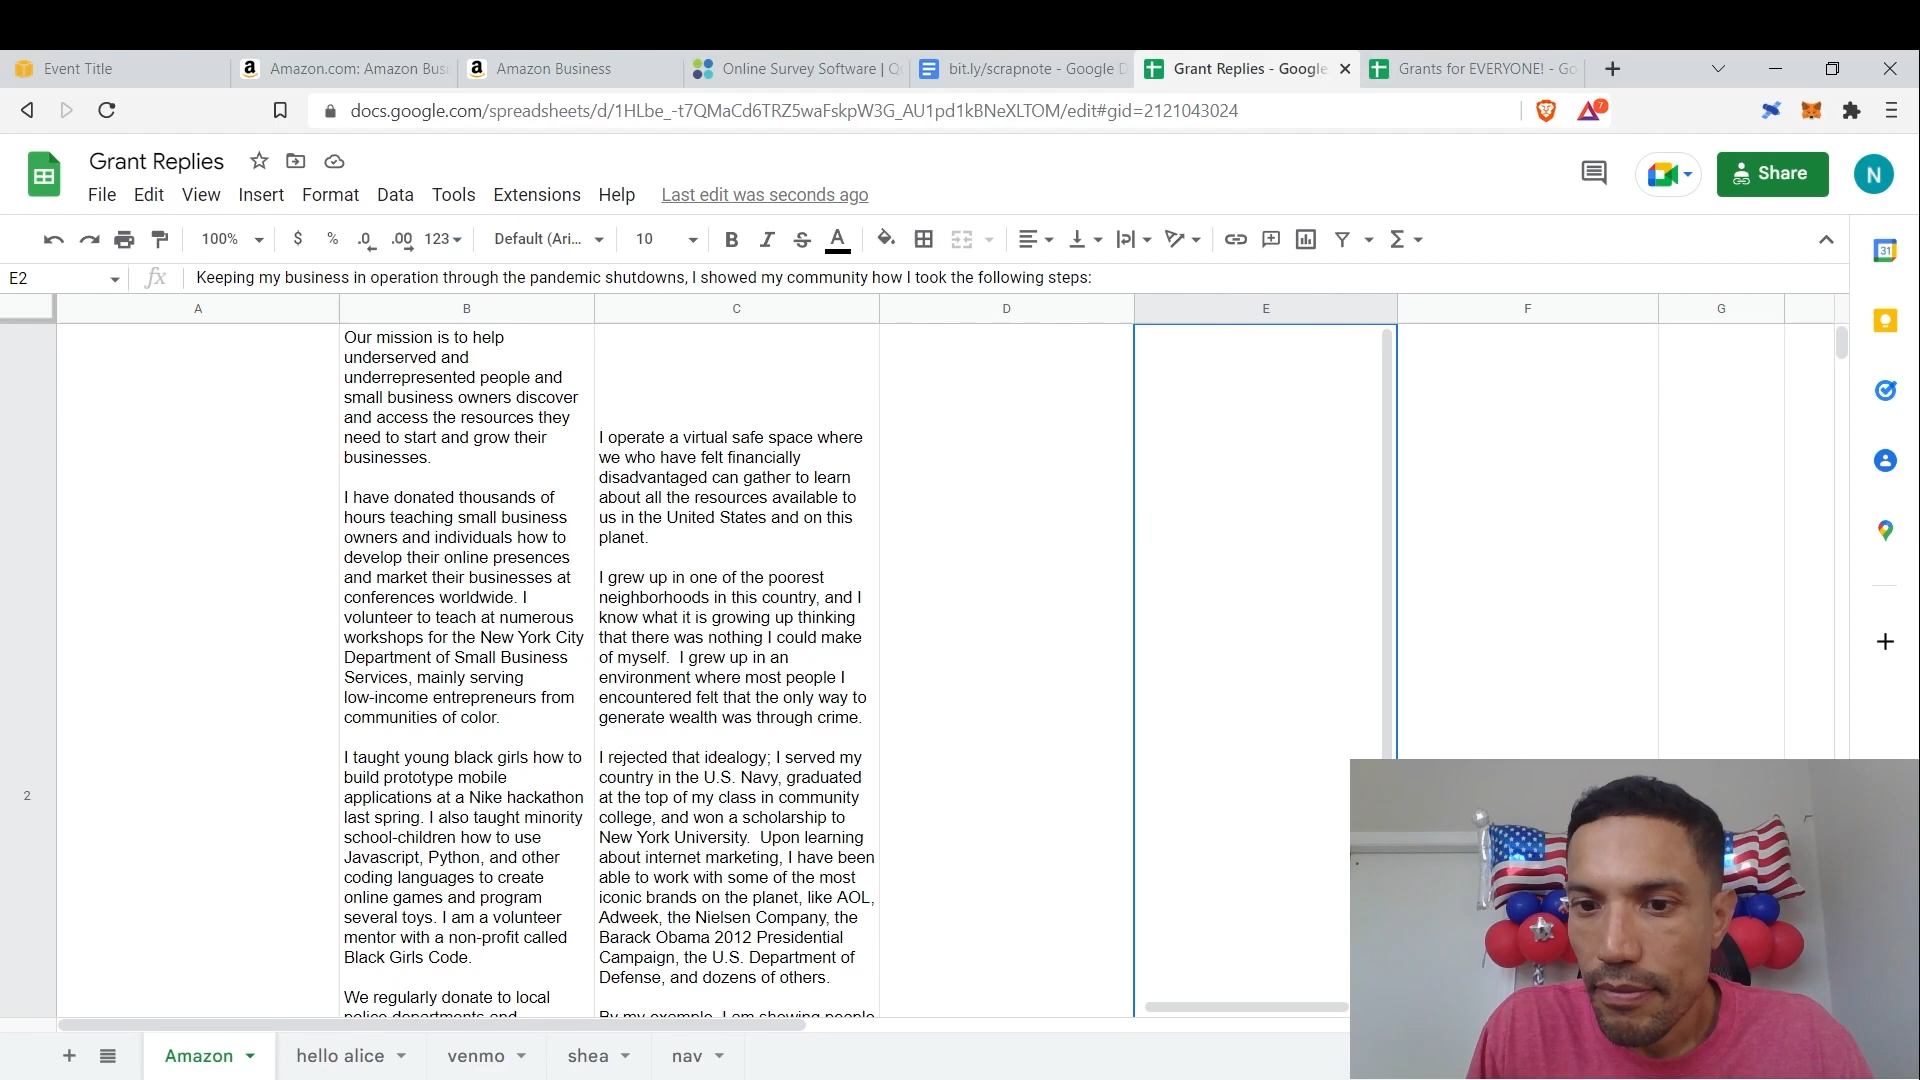 Event Title
Amazon.com: Amazon Bus
Amazon Business
Online Survey Software | Q
bit.ly/scrapnote - Google D
Grant Replies - Google
Grants for EVERYONE! - Go
docs.google.com/spreadsheets/d/1HLbe_-t7QMaCd6TRZ5waFskpW3G_AU1pd1kBNeXLTOM/edit#gid=2121043024
7
Grant Replies
Share
N
File Edit View Insert Format Data Tools Extensions Help Last edit was seconds ago
100% $ % .0 .00 123 Default (Ari... 10 B I S A
31
E2
fx
Keeping my business in operation through the pandemic shutdowns, I showed my community how I took the following steps:
A B C D E F G
2
Our mission is to help
underserved and
underrepresented people and
small business owners discover
and access the resources they
need to start and grow their
businesses.
I have donated thousands of
hours teaching small business
owners and individuals how to
develop their online presences
and market their businesses at
conferences worldwide. I
volunteer to teach at numerous
workshops for the New York City
Department of Small Business
Services, mainly serving
low-income entrepreneurs from
communities of color.
I taught young black girls how to
build prototype mobile
applications at a Nike hackathon
last spring. I also taught minority
school-children how to use
Javascript, Python, and other
coding languages to create
online games and program
several toys. I am a volunteer
mentor with a non-profit called
Black Girls Code.
We regularly donate to local
police departments and
I operate a virtual safe space where
we who have felt financially
disadvantaged can gather to learn
about all the resources available to
us in the United States and on this
planet.
I grew up in one of the poorest
neighborhoods in this country, and I
know what it is growing up thinking
that there was nothing I could make
of myself. I grew up in an
environment where most people I
encountered felt that the only way to
generate wealth was through crime.
I rejected that idealogy; I served my
country in the U.S. Navy, graduated
at the top of my class in community
college, and won a scholarship to
New York University. Upon learning
about internet marketing, I have been
able to work with some of the most
iconic brands on the planet, like AOL,
Adweek, the Nielsen Company, the
Barack Obama 2012 Presidential
Campaign, the U.S. Department of
Defense, and dozens of others.
By my example, I am showing people
Amazon
hello alice
venmo
shea
nav